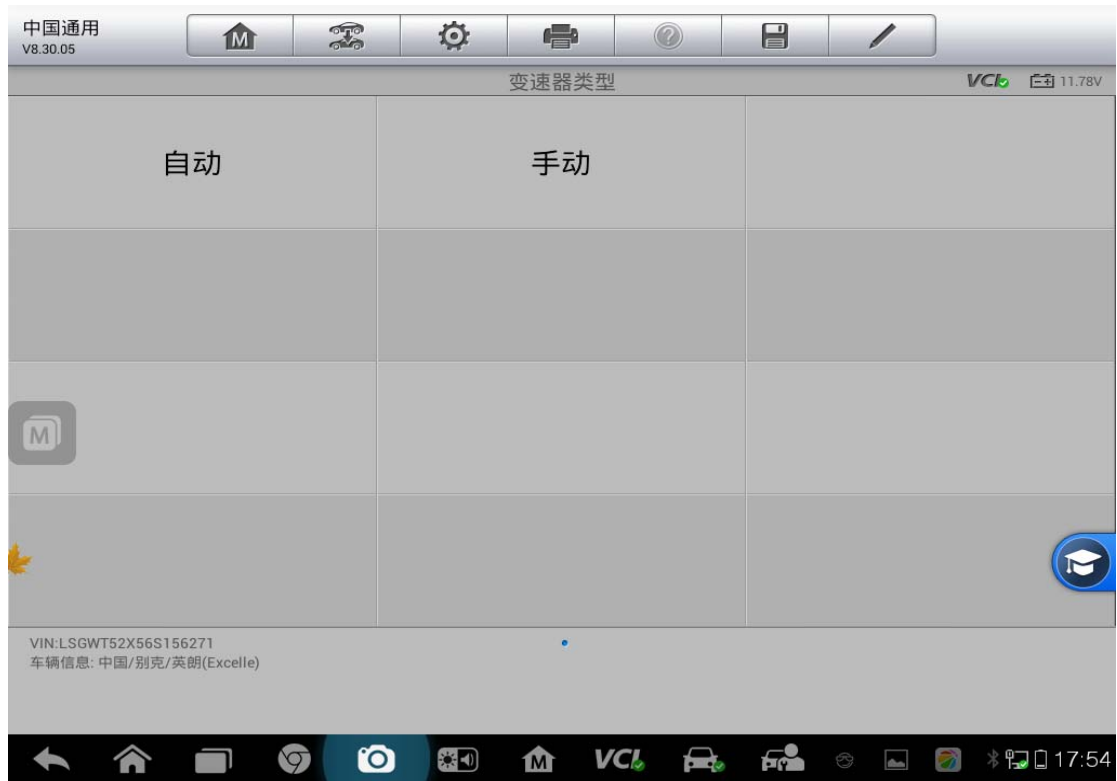 中国通用
V8.30.05
变速器类型
VCI
11.78V
自动
手动
VIN:LSGWT52X56S156271
车辆信息: 中国/别克/英朗(Excelle)
VCI
17:54